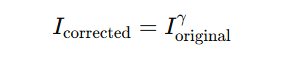 I_corrected = I_original^γ